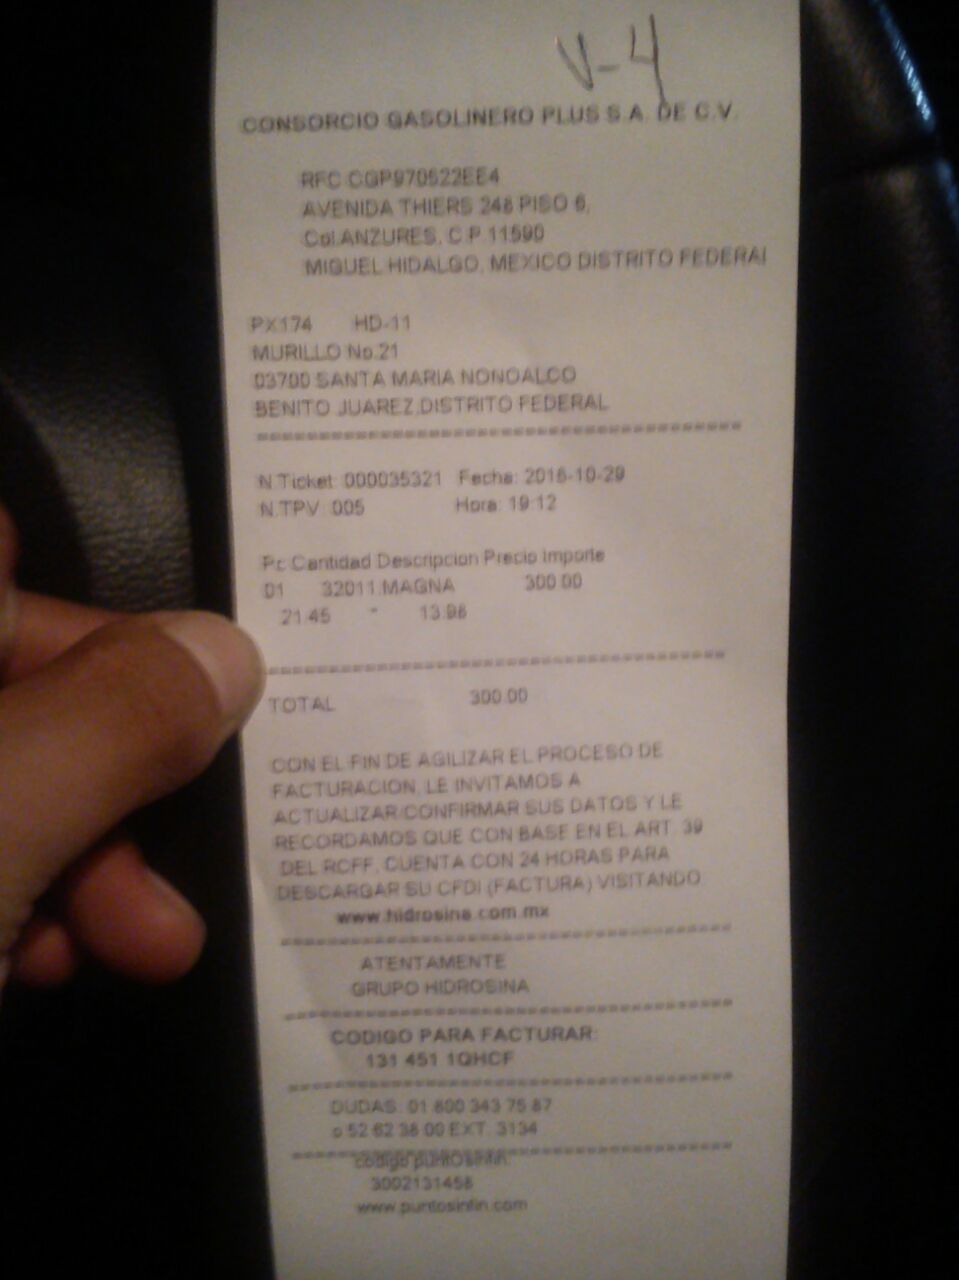 V-4
CONSORCIO GASOLINERO PLUS S.A. DE C.V.
RFC CGP970522EE4
AVENIDA THIERS 248 PISO 6,
Col.ANZURES, C.P.11590
MIGUEL HIDALGO, MEXICO DISTRITO FEDERAL
PX174 HD-11
MURILLO No.21
03700 SANTA MARIA NONOALCO
BENITO JUAREZ,DISTRITO FEDERAL
N.Ticket: 000035321 Fecha: 2016-10-29
N.TPV: 005 Hora: 19:12
Pc Cantidad Descripcion Precio Importe
01 32011:MAGNA 300.00
21.45 * 13.98
TOTAL 300.00
CON EL FIN DE AGILIZAR EL PROCESO DE
FACTURACION, LE INVITAMOS A
ACTUALIZAR/CONFIRMAR SUS DATOS Y LE
RECORDAMOS QUE CON BASE EN EL ART. 39
DEL RCFF, CUENTA CON 24 HORAS PARA
DESCARGAR SU CFDI (FACTURA) VISITANDO:
www.hidrosina.com.mx
ATENTAMENTE
GRUPO HIDROSINA
CODIGO PARA FACTURAR:
131 451 1QHCF
DUDAS: 01 800 343 75 87
o 52 62 38 00 EXT. 3134
codigo puntOsinfin:
3002131458
www.puntosinfin.com